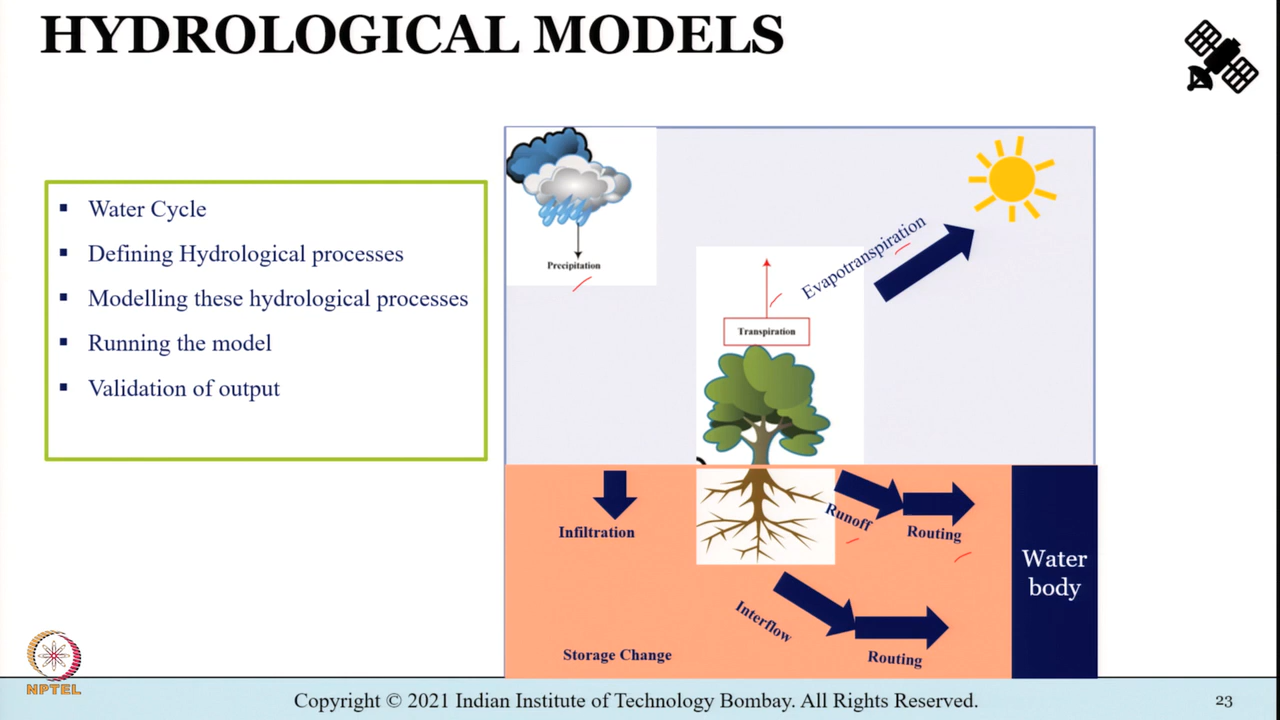 HYDROLOGICAL MODELS
Water Cycle
Defining Hydrological processes
Modelling these hydrological processes
Running the model
Validation of output
Precipitation
Evapotranspiration
Transpiration
Infiltration
Runoff
Routing
Water
body
Interflow
Routing
Storage Change
NPTEL
Copyright © 2021 Indian Institute of Technology Bombay. All Rights Reserved.
23